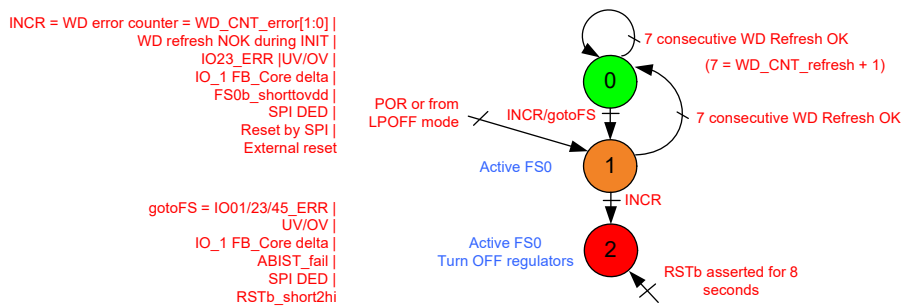 INCR = WD error counter = WD_CNT_error[1:0] |
WD refresh NOK during INIT |
IO23_ERR |UV/OV |
IO_1 FB_Core delta |
FS0b_shorttovdd |
SPI DED |
Reset by SPI |
External reset
7 consecutive WD Refresh OK
(7 = WD_CNT_refresh + 1)
0
POR or from
LPOFF mode
INCR/gotoFS
7 consecutive WD Refresh OK
Active FS0
1
INCR
gotoFS = IO01/23/45_ERR |
UV/OV |
IO_1 FB_Core delta |
ABIST_fail |
SPI DED |
RSTb_short2hi
Active FS0
Turn OFF regulators
2
RSTb asserted for 8
seconds